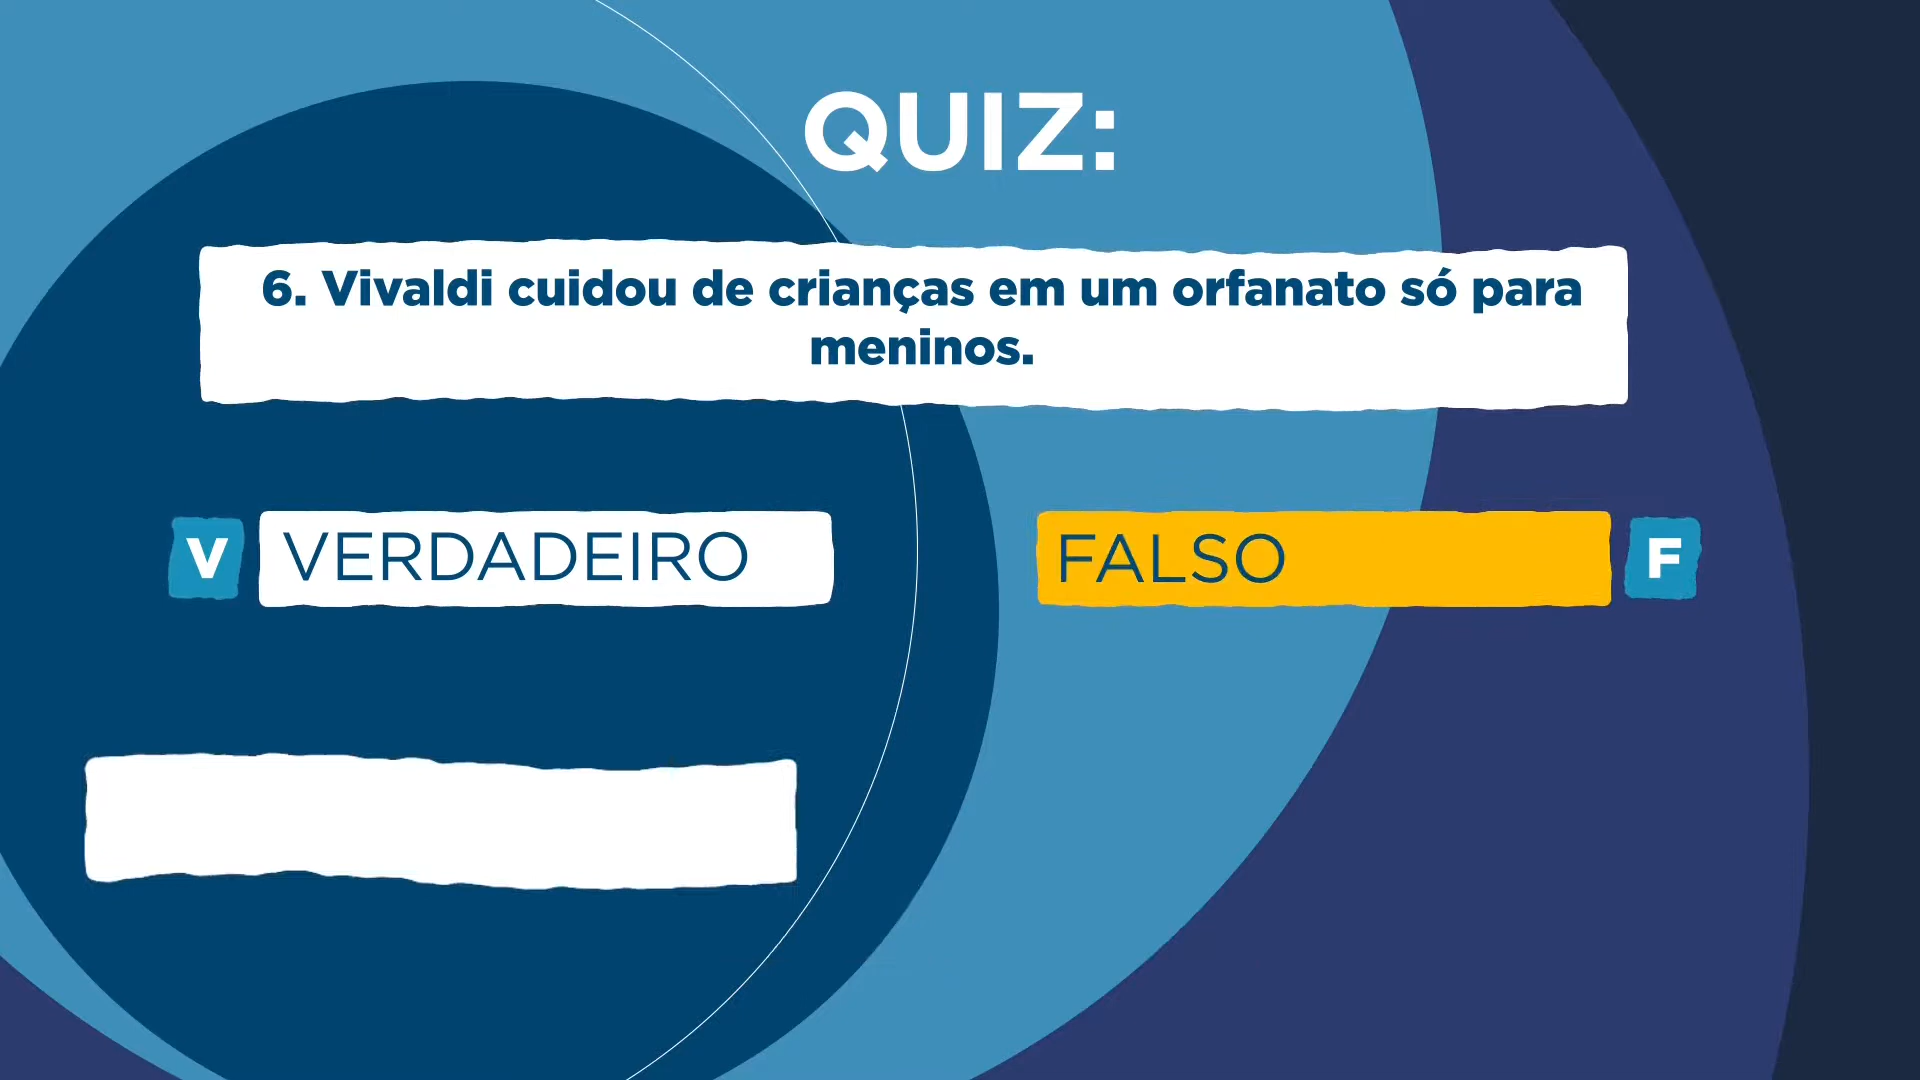 QUIZ:
6. Vivaldi cuidou de crianças em um orfanato só para
meninos.
V VERDADEIRO
FALSO F